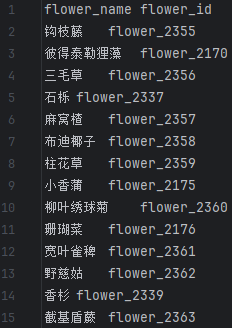 1 flower_name flower_id
2 钩枝藤 flower_2355
3 彼得泰勒狸藻 flower_2170
4 三毛草 flower_2356
5 石栎 flower_2337
6 麻窝楂 flower_2357
7 布迪椰子 flower_2358
8 柱花草 flower_2359
9 小香蒲 flower_2175
10 柳叶绣球菊 flower_2360
11 珊瑚菜 flower_2176
12 宽叶雀稗 flower_2361
13 野慈姑 flower_2362
14 香杉 flower_2339
15 截基盾蕨 flower_2363